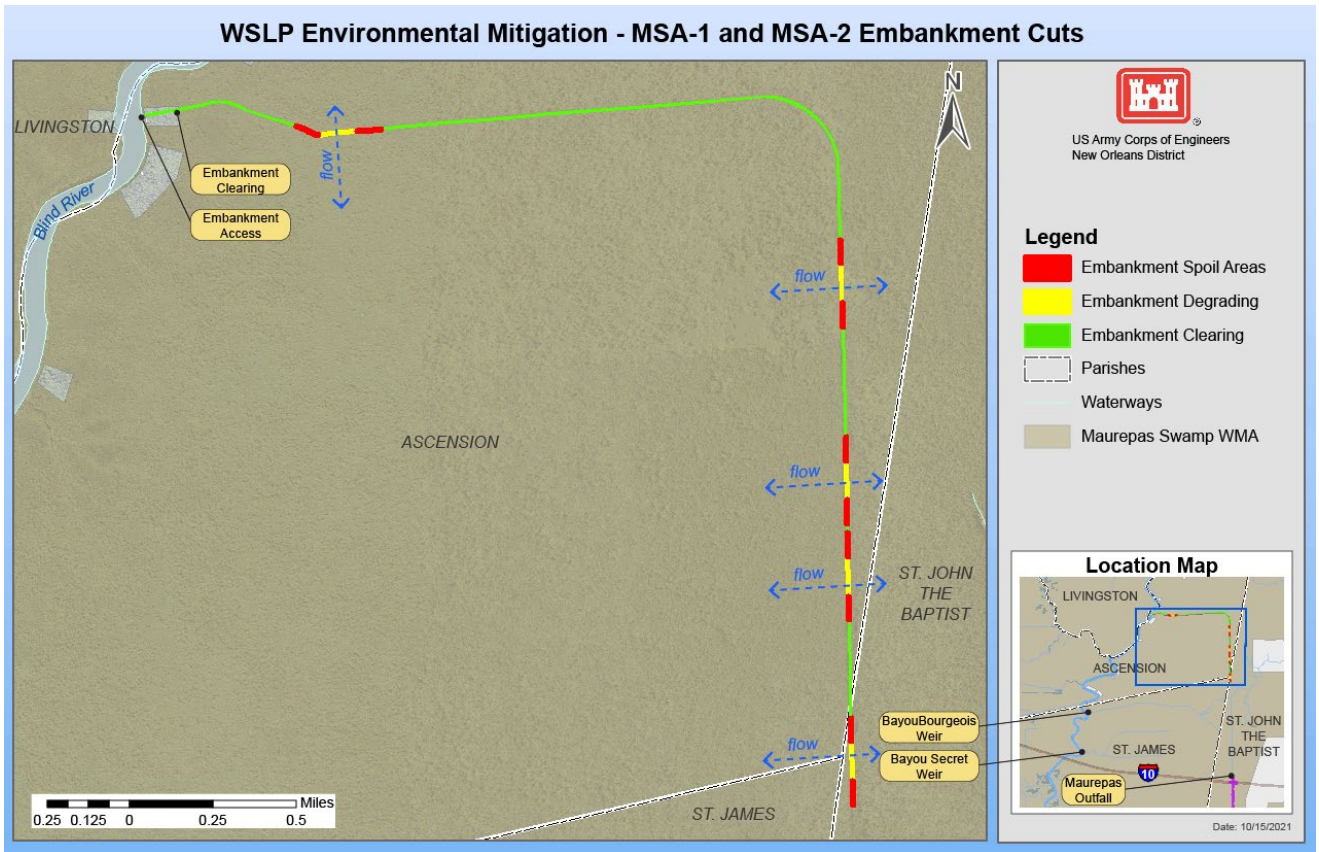 WSLP Environmental Mitigation - MSA-1 and MSA-2 Embankment Cuts
LIVINGSTON
Blind River
Embankment
Clearing
Embankment
Access
flow
N
flow
ASCENSION
flow
flow
ST. JOHN
THE
BAPTIST
flow
ST. JAMES
0.25 0.125 0 0.25 0.5
Miles
®
US Army Corps of Engineers
New Orleans District
Legend
Embankment Spoil Areas
Embankment Degrading
Embankment Clearing
Parishes
Waterways
Maurepas Swamp WMA
Location Map
LIVINGSTON
ASCENSION
BayouBourgeois
Weir
Bayou Secret
Weir
ST. JOHN
THE
BAPTIST
ST. JAMES
10
Maurepas
Outfall
Date: 10/15/2021